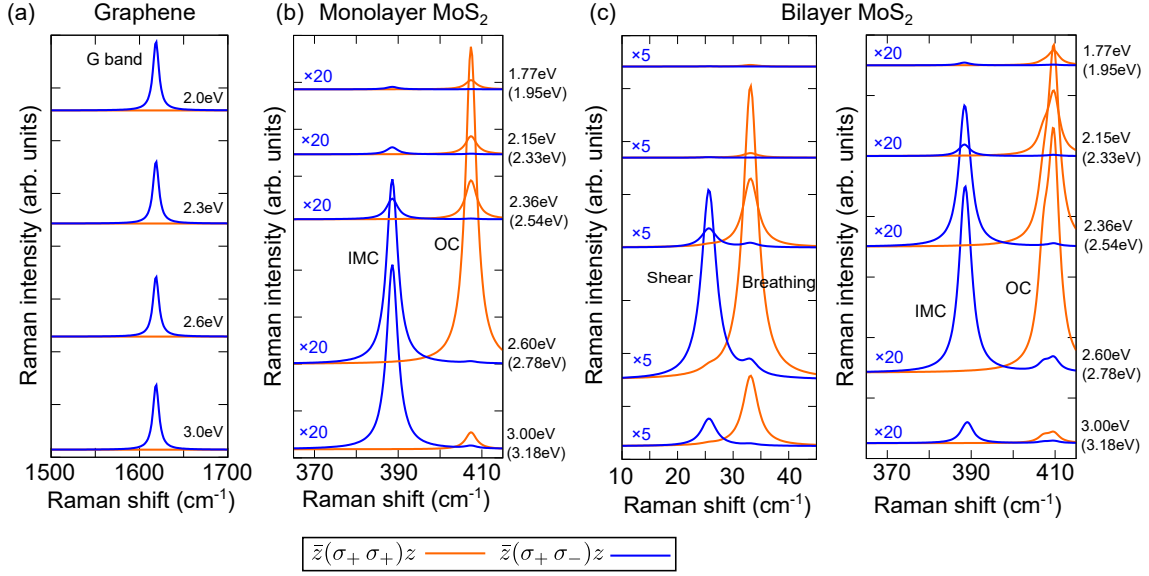 (a) Graphene
(b) Monolayer MoS₂
(c) Bilayer MoS₂
Raman intensity (arb. units)
G band
2.0eV
2.3eV
2.6eV
3.0eV
1500 1600 1700
Raman shift (cm⁻¹)
Raman intensity (arb. units)
×20
1.77eV
(1.95eV)
×20
2.15eV
(2.33eV)
×20
2.36eV
(2.54eV)
IMC
OC
×20
2.60eV
(2.78eV)
×20
3.00eV
(3.18eV)
370 390 410
Raman shift (cm⁻¹)
Raman intensity (arb. units)
×5
×5
×5
Shear
Breathing
×5
×5
10 20 30 40
Raman shift (cm⁻¹)
Raman intensity (arb. units)
×20
1.77eV
(1.95eV)
×20
2.15eV
(2.33eV)
×20
2.36eV
(2.54eV)
IMC
OC
×20
2.60eV
(2.78eV)
×20
3.00eV
(3.18eV)
370 390 410
Raman shift (cm⁻¹)
z̄(σ₊ σ₊)z z̄(σ₊ σ₋)z